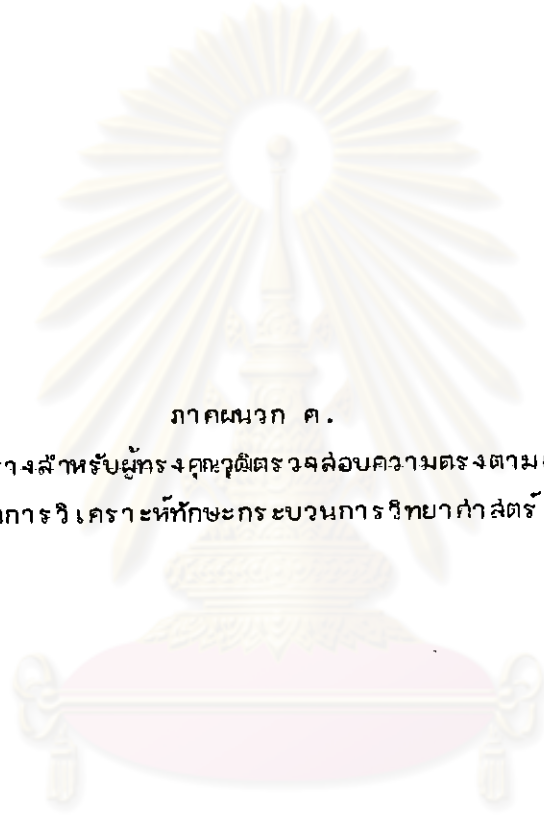 ภาคผนวก ค.
างสำหรับผู้ทรงคุณวุฒิตรวจสอบความตรงตาม
การวิเคราะห์ทักษะกระบวนการวิทยาศาสตร์